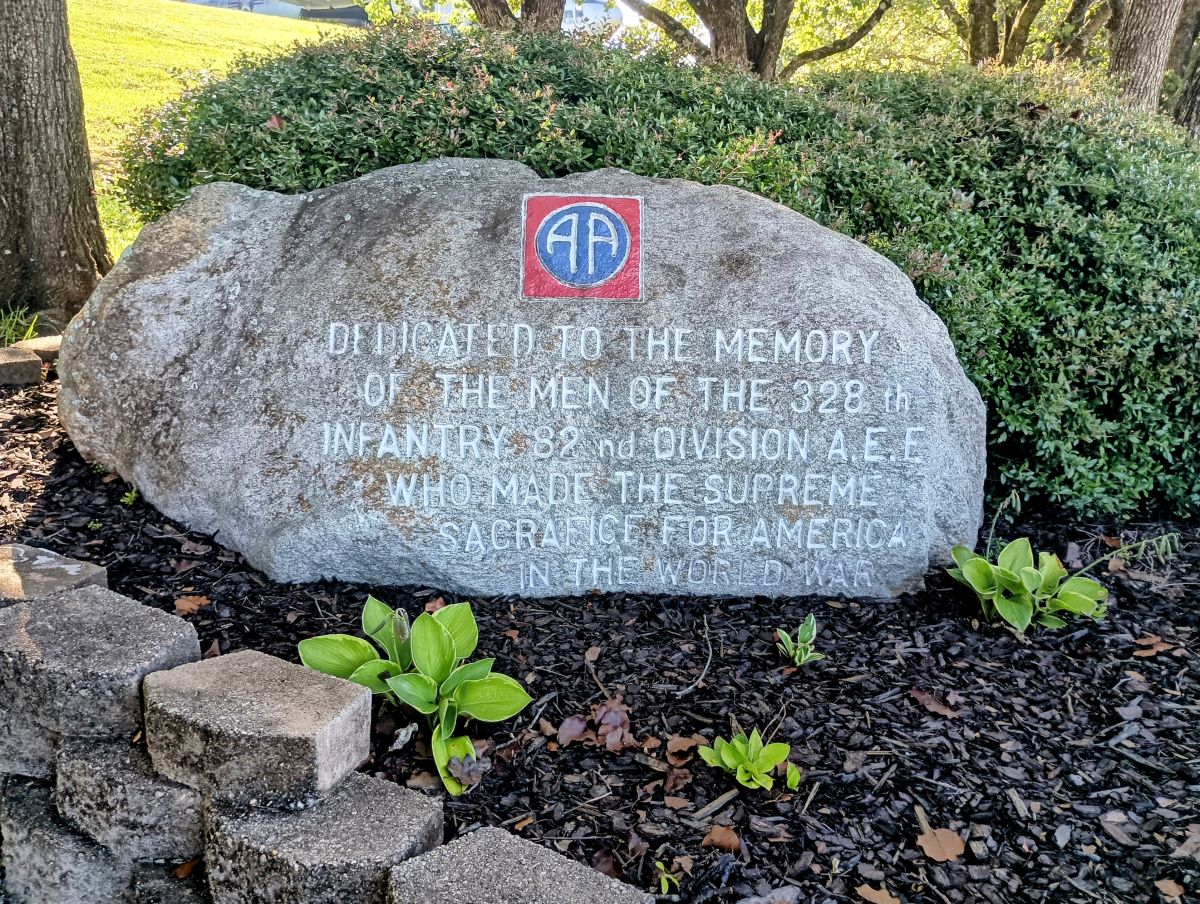 AA
DEDICATED TO THE MEMORY
OF THE MEN OF THE 328 th
INFANTRY 82 nd DIVISION A.E.F
WHO MADE THE SUPREME
SACRAFICE FOR AMERICA
IN THE WORLD WAR